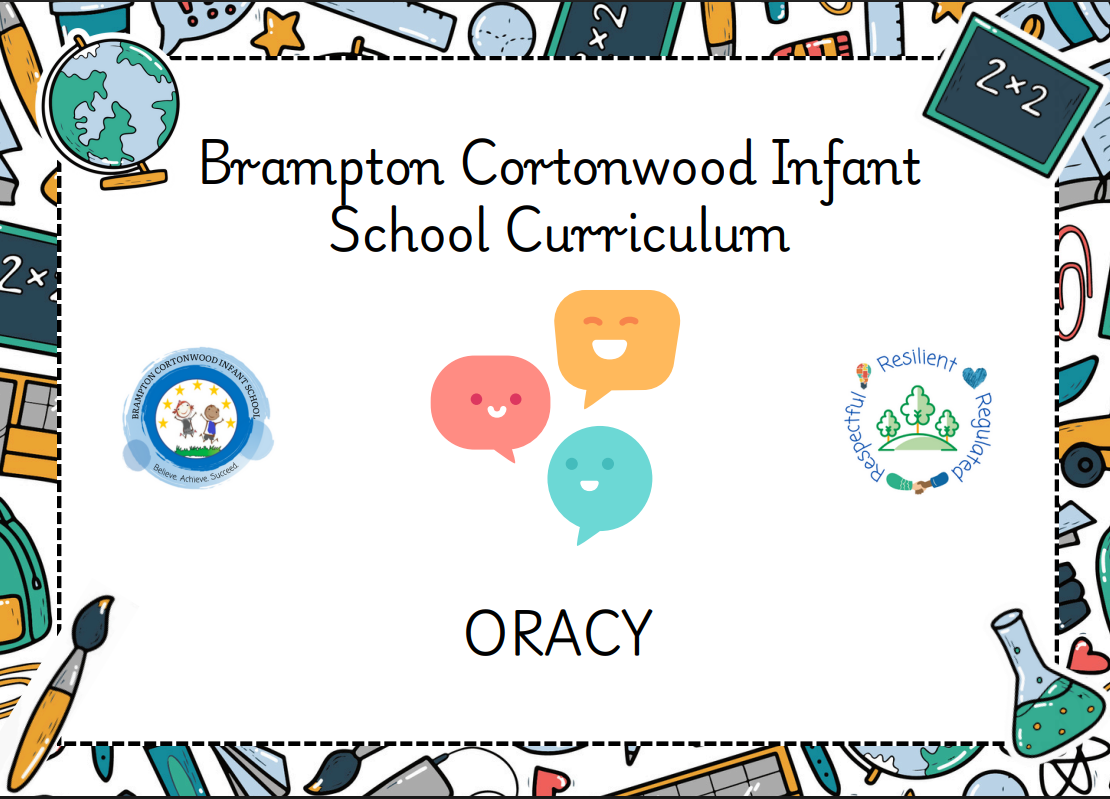 2×2
2×2
Brampton Cortonwood Infant
School Curriculum
2×
BRAMPTON CORTONWOOD INFANT SCHOOL
Believe. Achieve. Succeed.
Resilient
Respectful
Regulated
ORACY